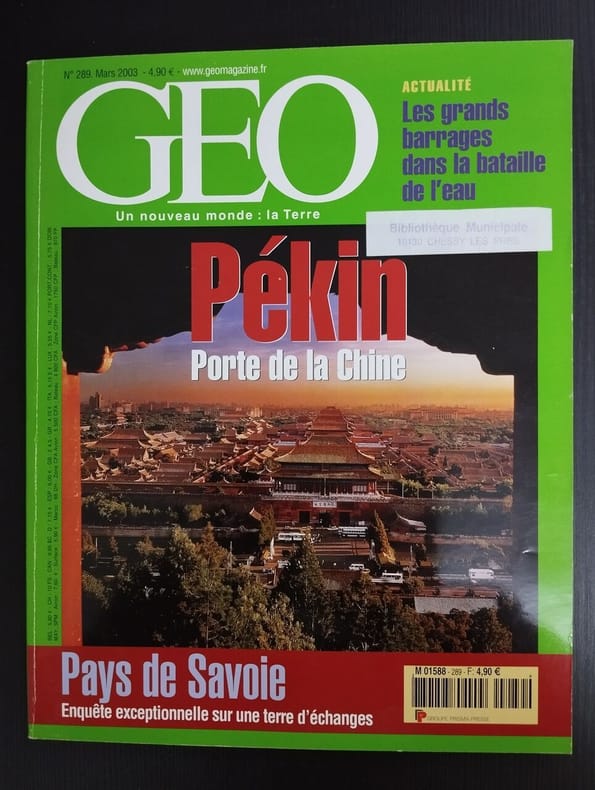 N° 289. Mars 2003 - 4,90 € - www.geomagazine.fr
GEO
Un nouveau monde : la Terre
ACTUALITÉ
Les grands
barrages
dans la bataille
de l'eau
Bibliothèque Municipale
CHESSY LES PRES
Pékin
Porte de la Chine
Pays de Savoie
Enquête exceptionnelle sur une terre d'échanges
M 01588 - 289 - F: 4,90 €
GROUPE PRISMA PRESSE